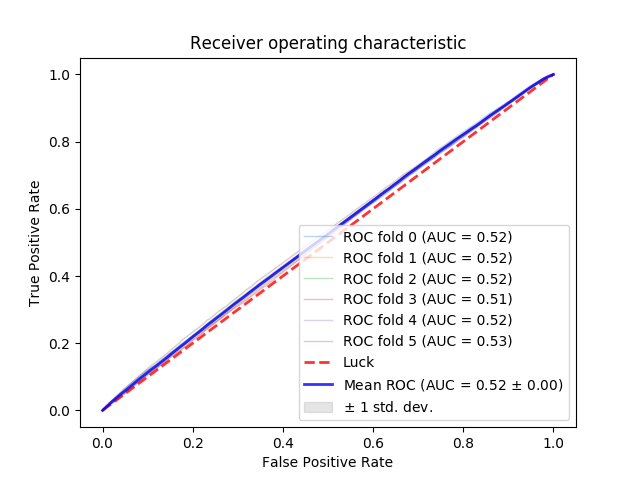 Receiver operating characteristic
True Positive Rate
1.0
0.8
0.6
0.4
0.2
0.0
ROC fold 0 (AUC = 0.52)
ROC fold 1 (AUC = 0.52)
ROC fold 2 (AUC = 0.52)
ROC fold 3 (AUC = 0.51)
ROC fold 4 (AUC = 0.52)
ROC fold 5 (AUC = 0.53)
Luck
Mean ROC (AUC = 0.52 ± 0.00)
± 1 std. dev.
0.0 0.2 0.4 0.6 0.8 1.0
False Positive Rate